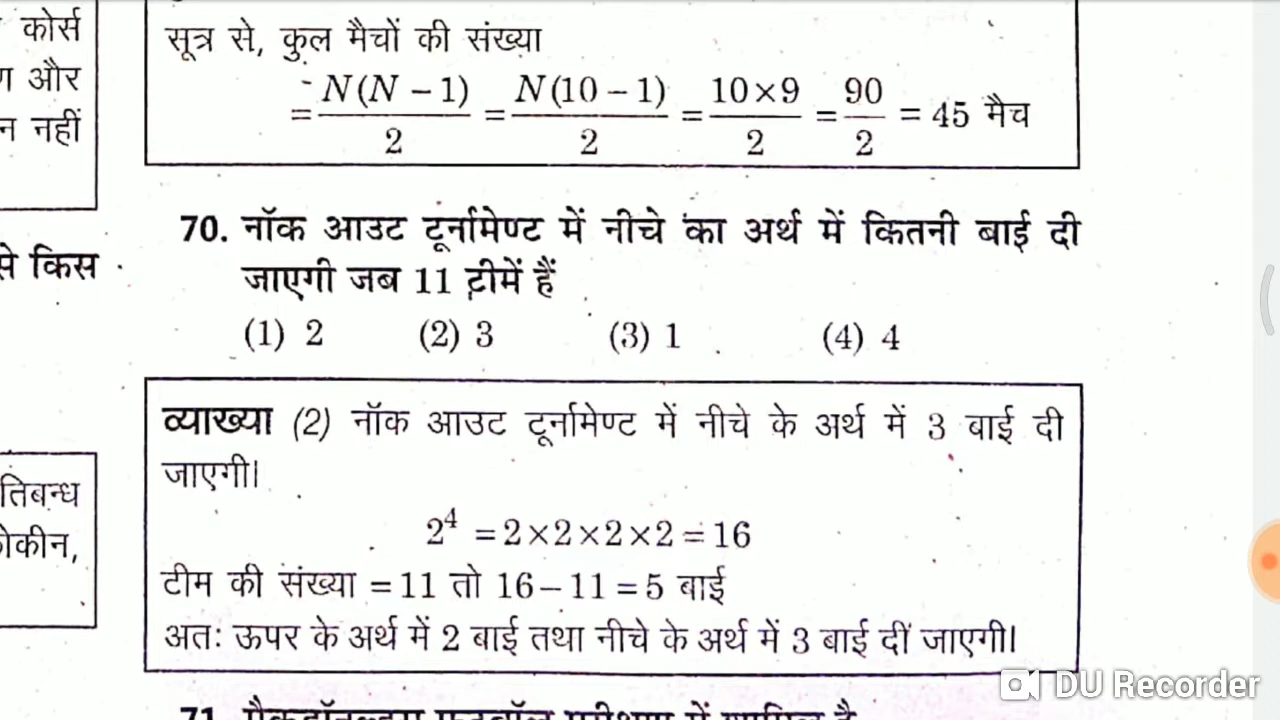 कोर्स
और
न नहीं
से किस
तिबन्ध
कोकीन,
सूत्र से, कुल मैचों की संख्या
= N(N − 1)/2 = N(10 − 1)/2 = 10×9/2 = 90/2 = 45 मैच
70. नॉक आउट टूर्नामेण्ट में नीचे का अर्थ में कितनी बाई दी
जाएगी जब 11 टीमें हैं
(1) 2 (2) 3 (3) 1 (4) 4
व्याख्या (2) नॉक आउट टूर्नामेण्ट में नीचे के अर्थ में 3 बाई दी
जाएगी।
2⁴ = 2×2×2×2 = 16
टीम की संख्या = 11 तो 16 − 11 = 5 बाई
अतः ऊपर के अर्थ में 2 बाई तथा नीचे के अर्थ में 3 बाई दीं जाएगी।
71.
DU Recorder